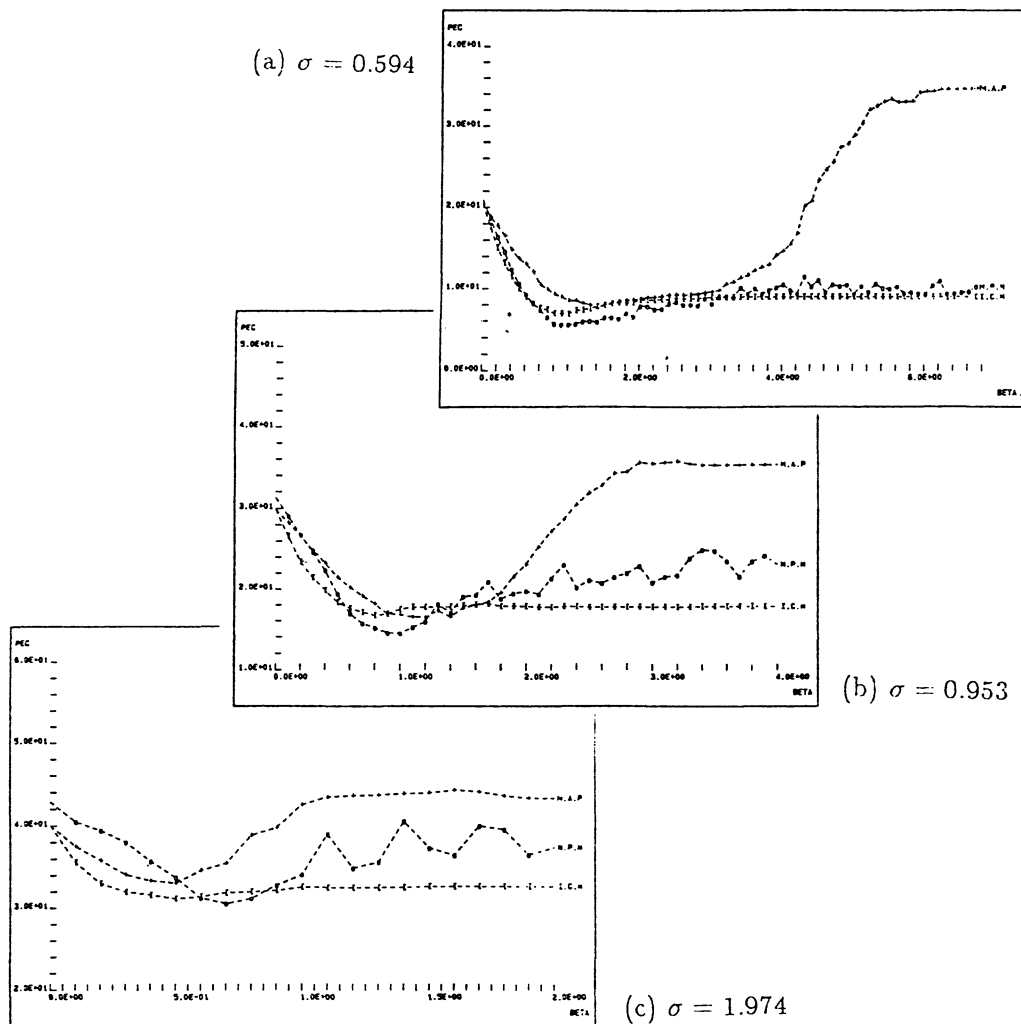 (a) σ = 0.594
PEC
4.0E+01
3.0E+01
2.0E+01
1.0E+01
0.0E+00
0.0E+00 2.0E+00 4.0E+00 6.0E+00
BETA
M.A.P
M.P.M
I.C.M
PEC
5.0E+01
4.0E+01
3.0E+01
2.0E+01
1.0E+01
0.0E+00 1.0E+00 2.0E+00 3.0E+00 4.0E+00
BETA
M.A.P
M.P.M
I.C.M
(b) σ = 0.953
PEC
6.0E+01
5.0E+01
4.0E+01
3.0E+01
2.0E+01
0.0E+00 5.0E-01 1.0E+00 1.5E+00 2.0E+00
BETA
M.A.P
M.P.M
I.C.M
(c) σ = 1.974